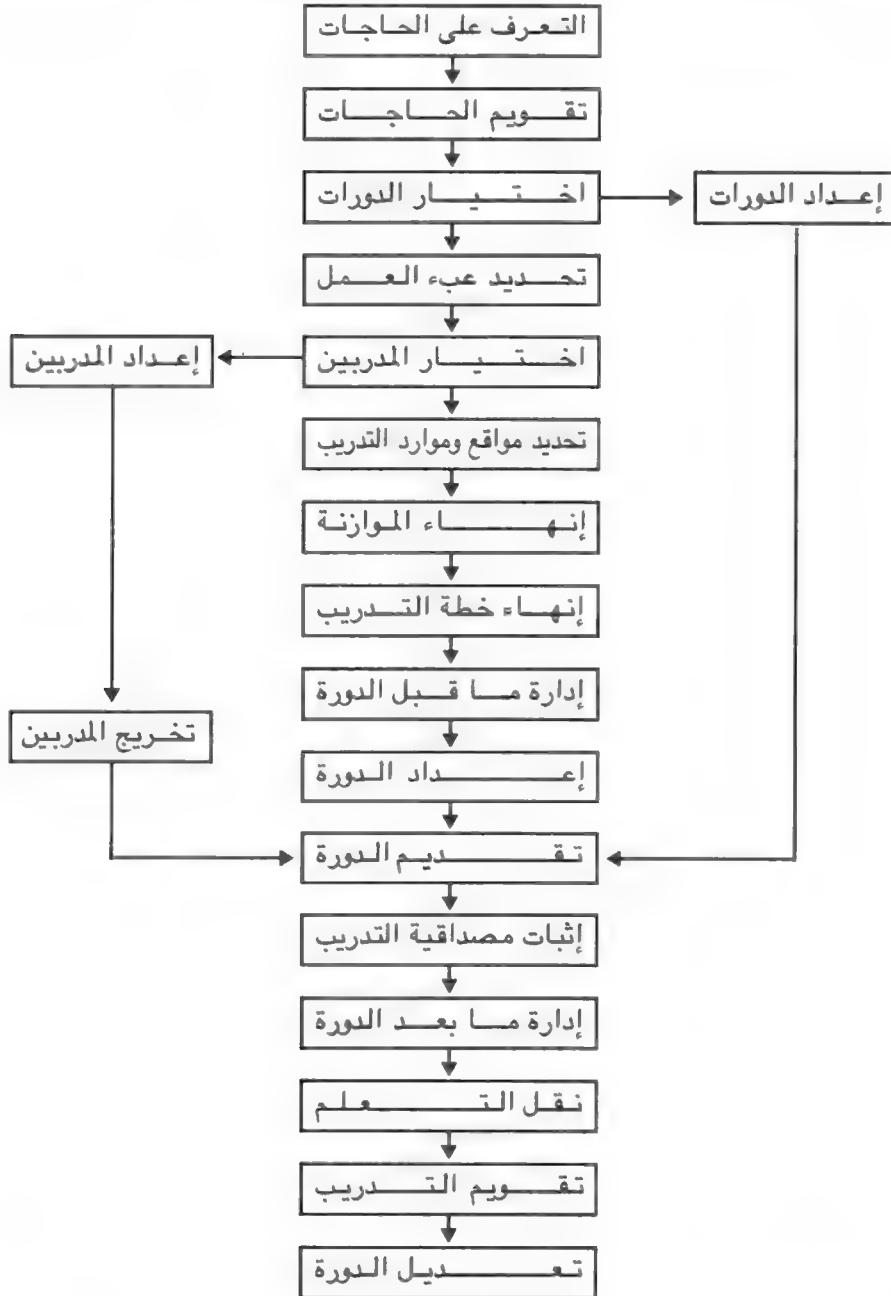 التعرف على الحاجات
تقويم الحاجات
اختيار الدورات
إعداد الدورات
تحديد عبء العمل
اختيار المدربين
إعداد المدربين
تحديد مواقع وموارد التدريب
إنهاء الموازنة
إنهاء خطة التدريب
إدارة ما قبل الدورة
تخريج المدربين
إعداد الدورة
تقديم الدورة
إثبات مصداقية التدريب
إدارة ما بعد الدورة
نقل التعلم
تقويم التدريب
تعديل الدورة